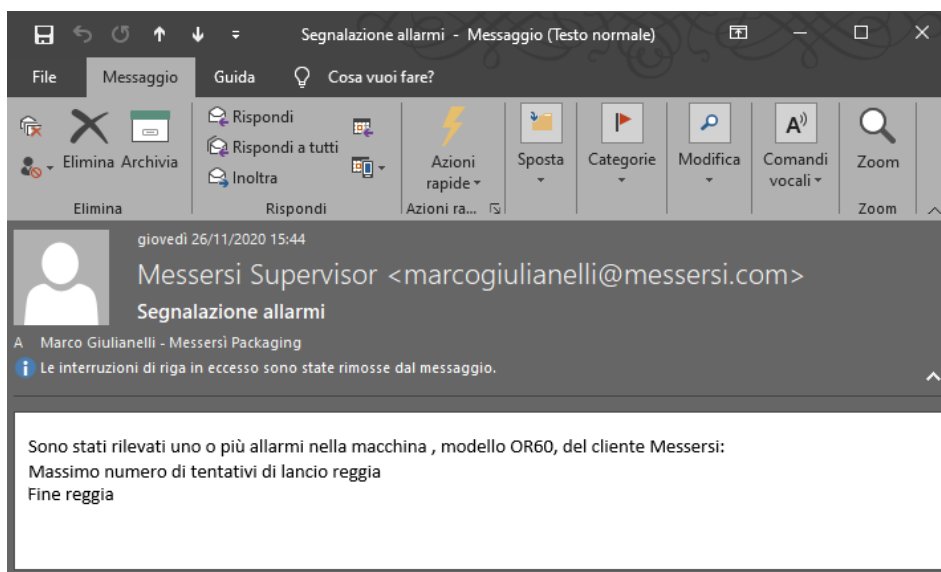 Segnalazione allarmi - Messaggio (Testo normale)
File Messaggio Guida Cosa vuoi fare?
Elimina Archivia
Elimina
Rispondi
Rispondi a tutti
Inoltra
Rispondi
Azioni rapide
Azioni ra...
Sposta
Categorie
Modifica
Comandi vocali
Zoom
Zoom
giovedì 26/11/2020 15:44
Messersi Supervisor <marcogiulianelli@messersi.com>
Segnalazione allarmi
A Marco Giulianelli - Messersì Packaging
Le interruzioni di riga in eccesso sono state rimosse dal messaggio.
Sono stati rilevati uno o più allarmi nella macchina , modello OR60, del cliente Messersi:
Massimo numero di tentativi di lancio reggia
Fine reggia